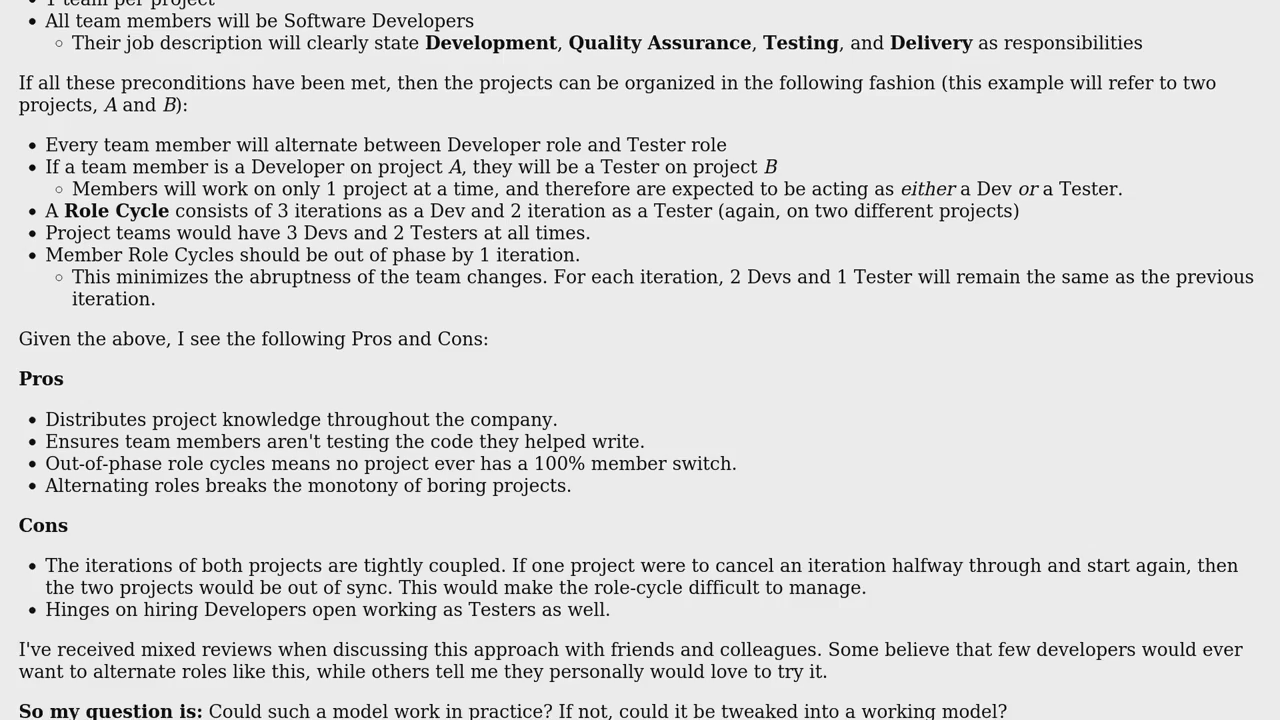 1 team per project
All team members will be Software Developers
Their job description will clearly state Development, Quality Assurance, Testing, and Delivery as responsibilities
If all these preconditions have been met, then the projects can be organized in the following fashion (this example will refer to two
projects, A and B):
Every team member will alternate between Developer role and Tester role
If a team member is a Developer on project A, they will be a Tester on project B
Members will work on only 1 project at a time, and therefore are expected to be acting as either a Dev or a Tester.
A Role Cycle consists of 3 iterations as a Dev and 2 iteration as a Tester (again, on two different projects)
Project teams would have 3 Devs and 2 Testers at all times.
Member Role Cycles should be out of phase by 1 iteration.
This minimizes the abruptness of the team changes. For each iteration, 2 Devs and 1 Tester will remain the same as the previous
iteration.
Given the above, I see the following Pros and Cons:
Pros
Distributes project knowledge throughout the company.
Ensures team members aren't testing the code they helped write.
Out-of-phase role cycles means no project ever has a 100% member switch.
Alternating roles breaks the monotony of boring projects.
Cons
The iterations of both projects are tightly coupled. If one project were to cancel an iteration halfway through and start again, then
the two projects would be out of sync. This would make the role-cycle difficult to manage.
Hinges on hiring Developers open working as Testers as well.
I've received mixed reviews when discussing this approach with friends and colleagues. Some believe that few developers would ever
want to alternate roles like this, while others tell me they personally would love to try it.
So my question is: Could such a model work in practice? If not, could it be tweaked into a working model?